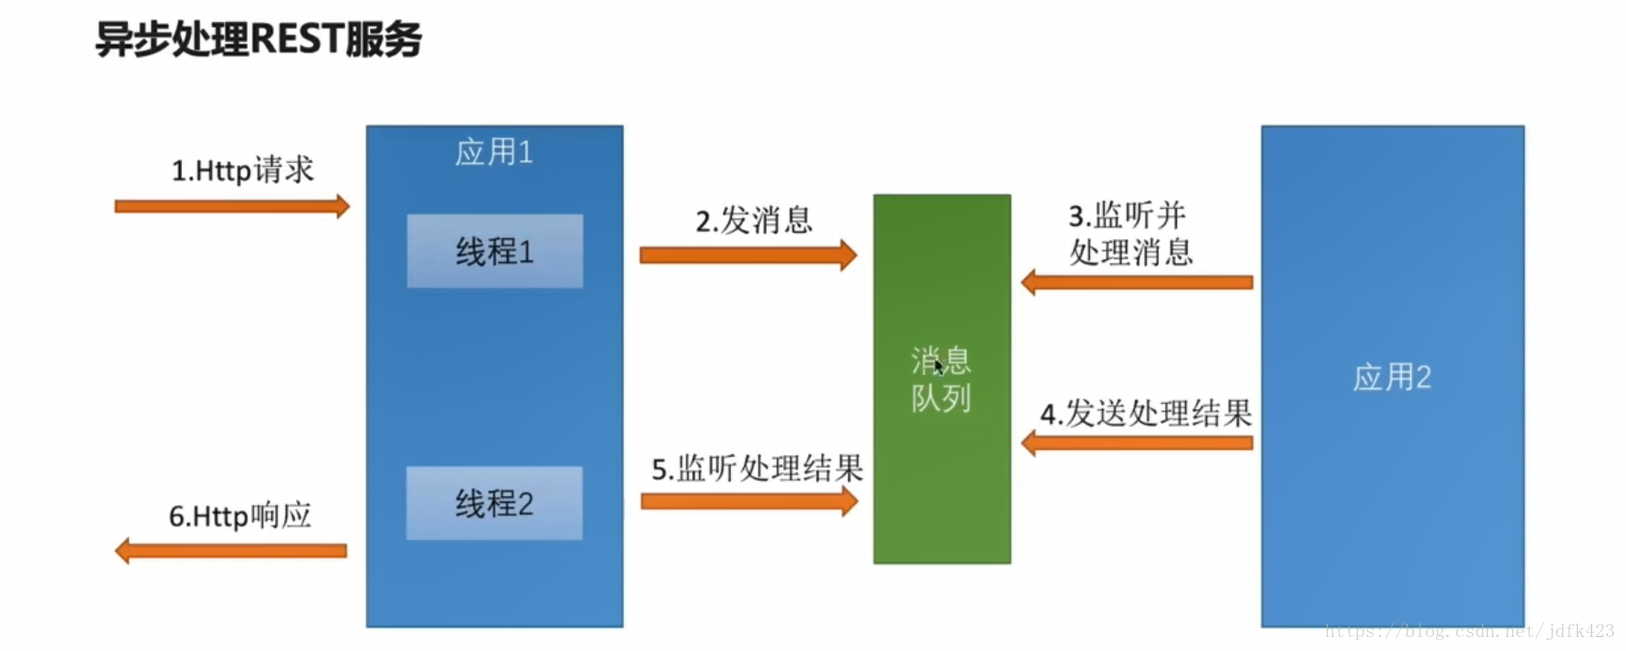 异步处理REST服务
1.Http请求
应用1
线程1
2.发消息
3.监听并
处理消息
消息
队列
应用2
4.发送处理结果
5.监听处理结果
线程2
6.Http响应
https://blog.csdn.net/jdfk423